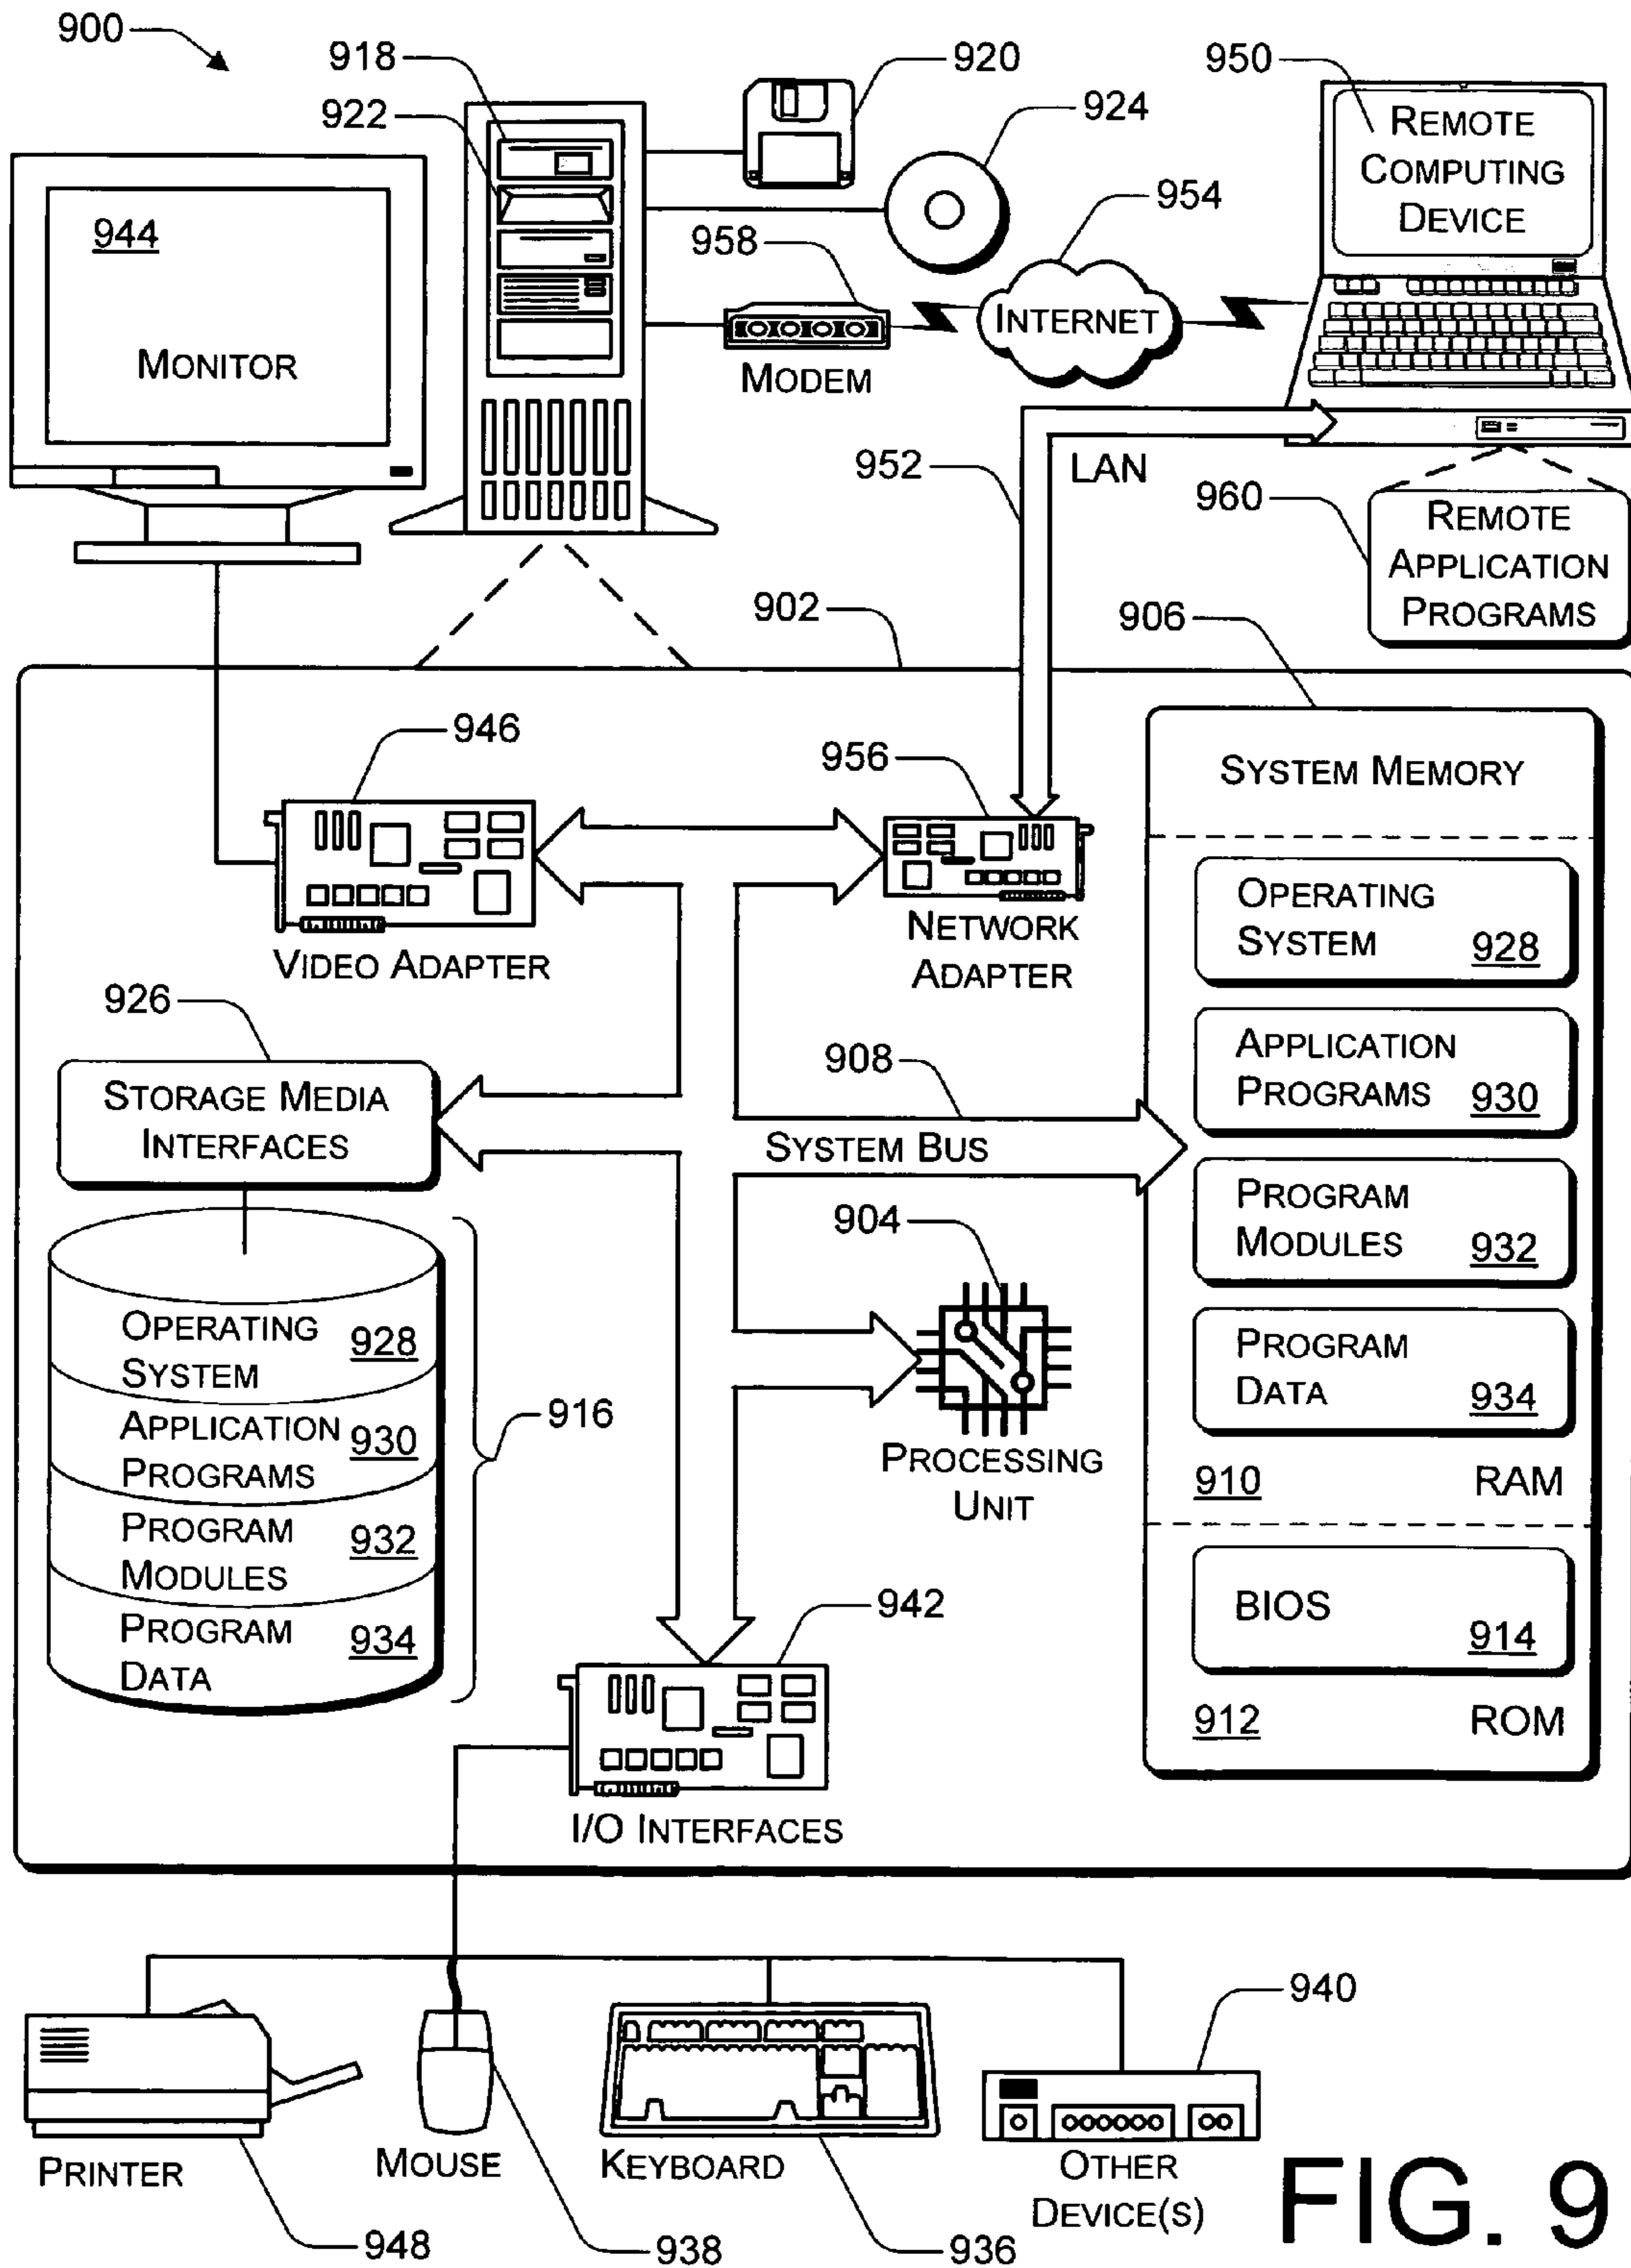 900
918
920
950
922
924
REMOTE
COMPUTING
DEVICE
954
944
958
INTERNET
MONITOR
MODEM
952
LAN
960
REMOTE
APPLICATION
PROGRAMS
902
906
946
956
SYSTEM MEMORY
OPERATING
SYSTEM 928
NETWORK
ADAPTER
VIDEO ADAPTER
926
APPLICATION
PROGRAMS 930
908
STORAGE MEDIA
INTERFACES
SYSTEM BUS
PROGRAM
MODULES 932
904
OPERATING
SYSTEM 928
PROGRAM
DATA 934
916
APPLICATION
PROGRAMS 930
PROCESSING
UNIT
910 RAM
PROGRAM
MODULES 932
942
BIOS
914
PROGRAM
DATA 934
912 ROM
I/O INTERFACES
940
PRINTER
MOUSE
KEYBOARD
OTHER
DEVICE(S)
948
938
936
FIG. 9